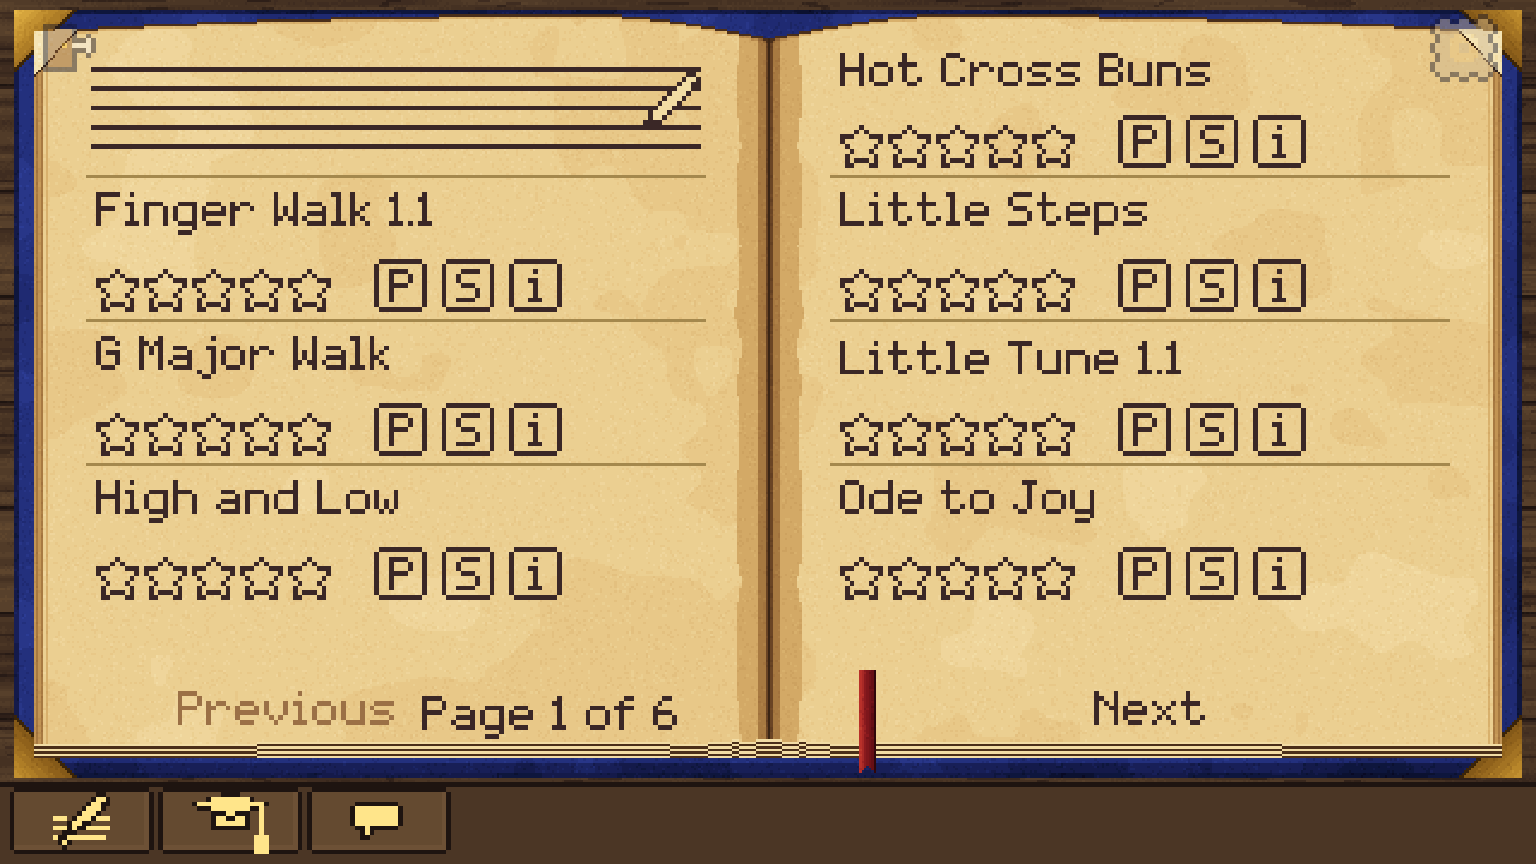 Finger Walk 1.1
P S i
G Major Walk
P S i
High and Low
P S i
Previous Page 1 of 6
Hot Cross Buns
P S i
Little Steps
P S i
Little Tune 1.1
P S i
Ode to Joy
P S i
Next